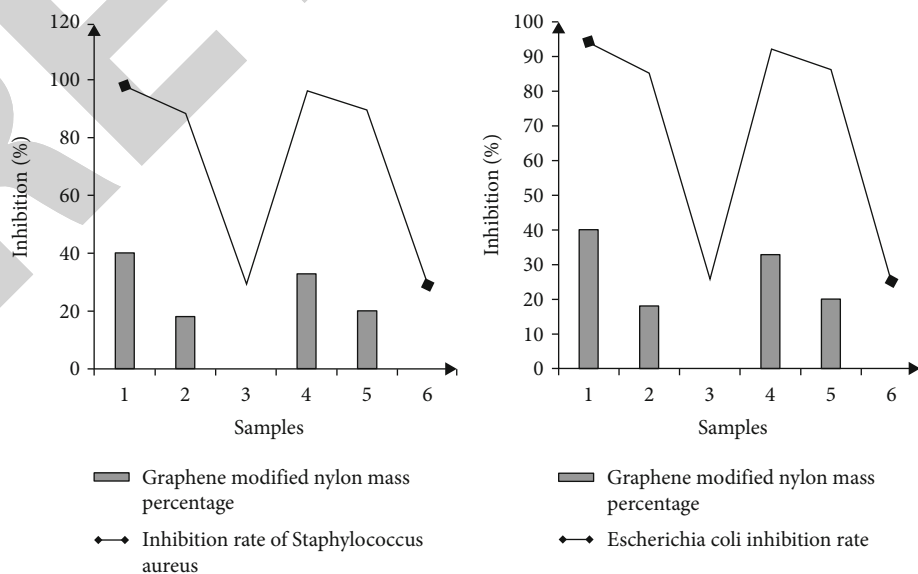 120
100
80
60
40
20
0
Inhibition (%)
1 2 3 4 5 6
Samples
Graphene modified nylon mass
percentage
Inhibition rate of Staphylococcus
aureus
100
90
80
70
60
50
40
30
20
10
0
Inhibition (%)
1 2 3 4 5 6
Samples
Graphene modified nylon mass
percentage
Escherichia coli inhibition rate